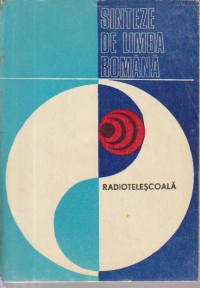 SINTEZE
DE LIMBA
ROMÂNĂ
RADIOTELEȘCOALĂ